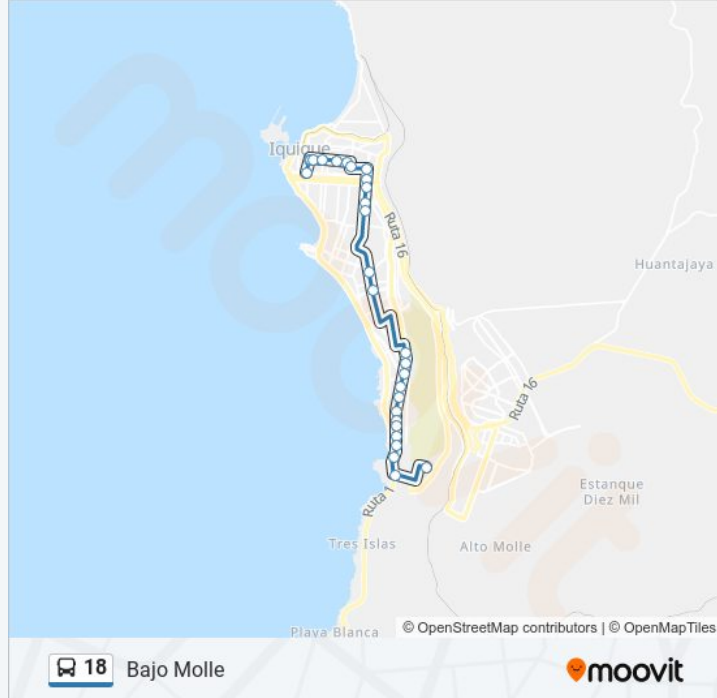 Iquique
Ruta 16
Huantajaya
Ruta 16
Estanque
Diez Mil
Ruta 1
Tres Islas
Alto Molle
Playa Blanca
© OpenStreetMap contributors | © OpenMapTiles
18 Bajo Molle
moovit